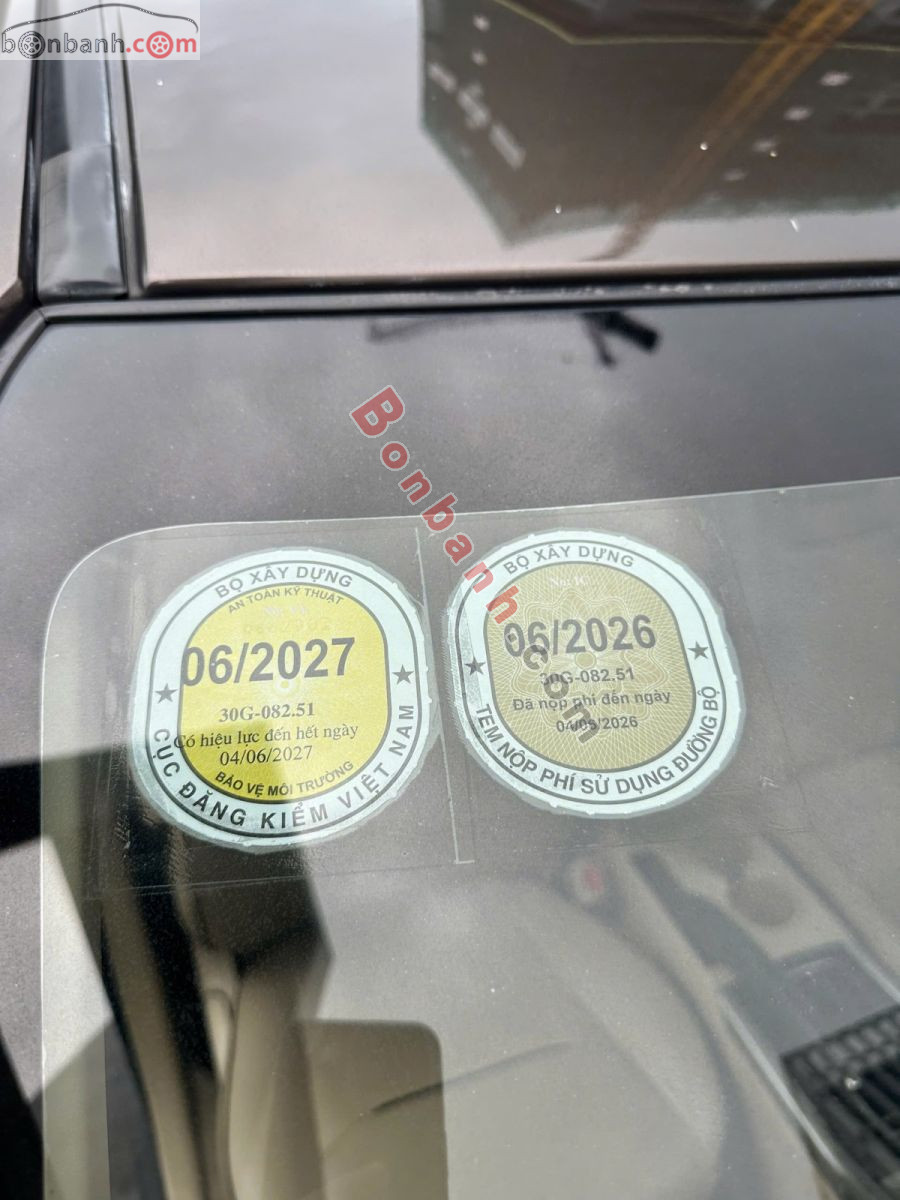 bonbanh.com
Bonbanh.com
BỘ XÂY DỰNG
AN TOÀN KỸ THUẬT
06/2027
30G-082.51
Có hiệu lực đến hết ngày
04/06/2027
BẢO VỆ MÔI TRƯỜNG
CỤC ĐĂNG KIỂM VIỆT NAM
BỘ XÂY DỰNG
06/2026
30G-082.51
Đã nộp phí đến ngày
04/06/2026
TEM NỘP PHÍ SỬ DỤNG ĐƯỜNG BỘ